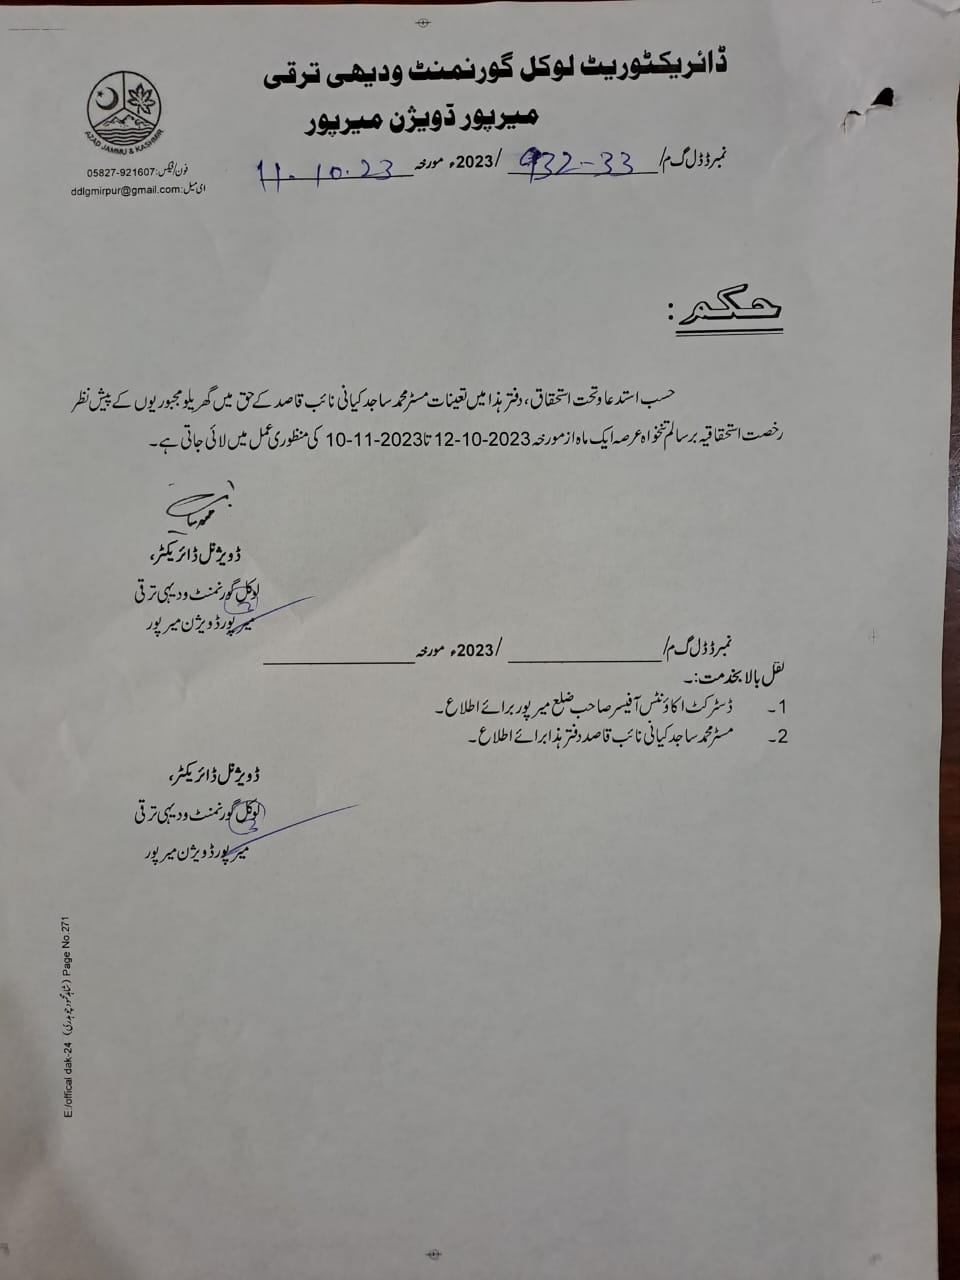 ڈائریکٹوریٹ لوکل گورنمنٹ ودیھی ترقی
میرپور ڈویژن میرپور
AZAD JAMMU & KASHMIR
فون/فیکس:05827-921607
ای میل:ddlgmirpur@gmail.com
نمبر ڈ ڈ ل گ م/ 932-33 /2023ء مورخہ 11.10.23
حکم:
حسب استدعا وتحت استحقاق، دفتر ہذا میں تعینات مسٹر محمد ساجد کیانی نائب قاصد کے حق میں گھریلو مجبوریوں کے پیش نظر
رخصت استحقاقیہ بر سالم تنخواہ عرصہ ایک ماہ از مورخہ 12-10-2023 تا 10-11-2023 کی منظوری عمل میں لائی جاتی ہے۔
ڈویژنل ڈائریکٹر،
لوکل گورنمنٹ ودیہی ترقی
میرپور ڈویژن میرپور
نمبر ڈ ڈ ل گ م/ /2023ء مورخہ
نقل بالا بخدمت:۔
1۔ ڈسٹرکٹ اکاؤنٹس آفیسر صاحب ضلع میرپور برائے اطلاع۔
2۔ مسٹر محمد ساجد کیانی نائب قاصد دفتر ہذا برائے اطلاع۔
ڈویژنل ڈائریکٹر،
لوکل گورنمنٹ ودیہی ترقی
میرپور ڈویژن میرپور
E:/offical dak-24 (شاہد محمود چوہدری) Page No.271